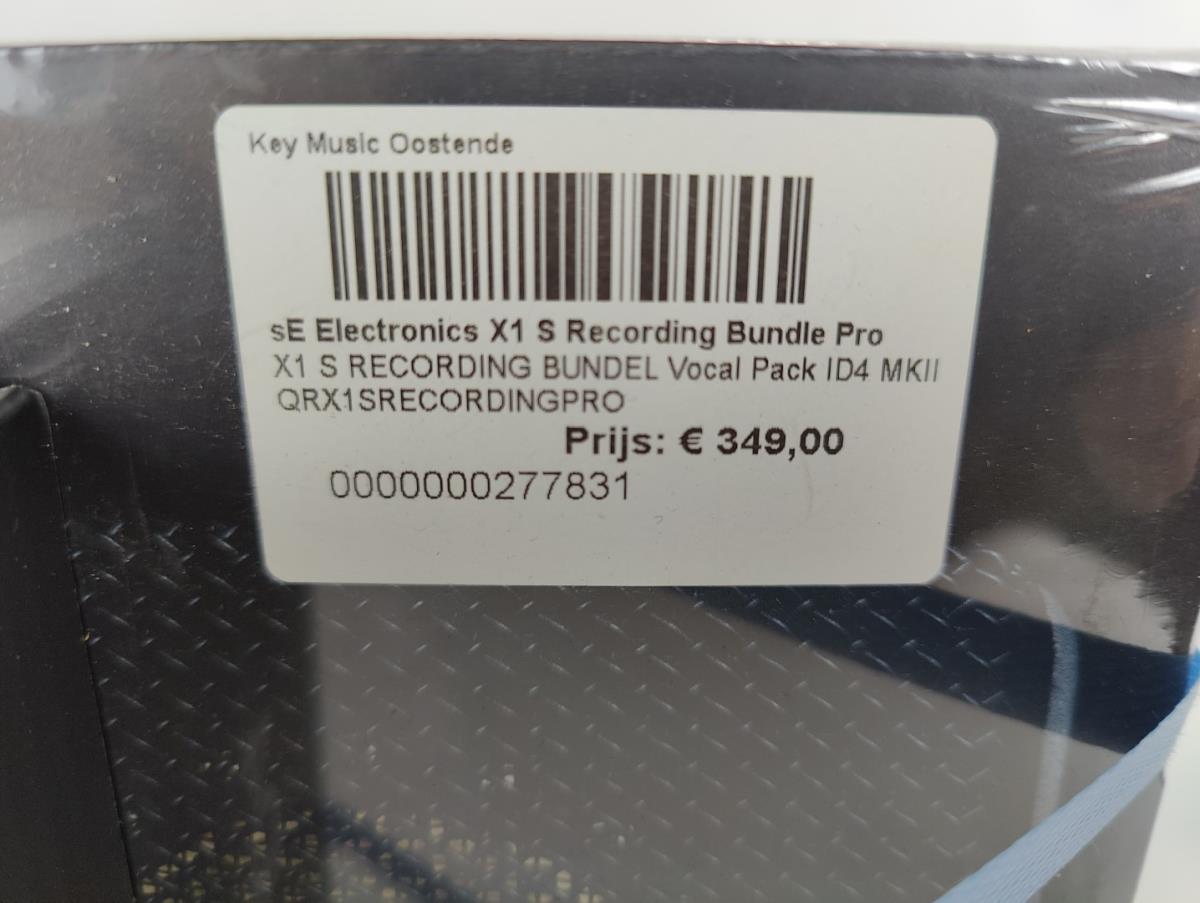 Key Music Oostende
sE Electronics X1 S Recording Bundle Pro
X1 S RECORDING BUNDEL Vocal Pack ID4 MKII
QRX1SRECORDINGPRO
Prijs: € 349,00
0000000277831